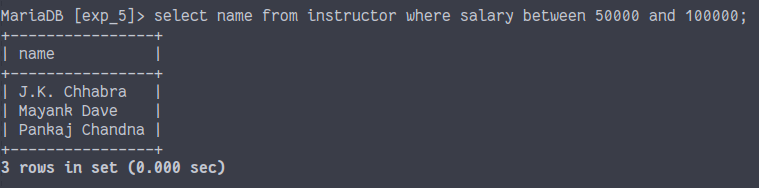 MariaDB [exp_5]> select name from instructor where salary between 50000 and 100000;
+----------------+
| name           |
+----------------+
| J.K. Chhabra   |
| Mayank Dave    |
| Pankaj Chandna |
+----------------+
3 rows in set (0.000 sec)